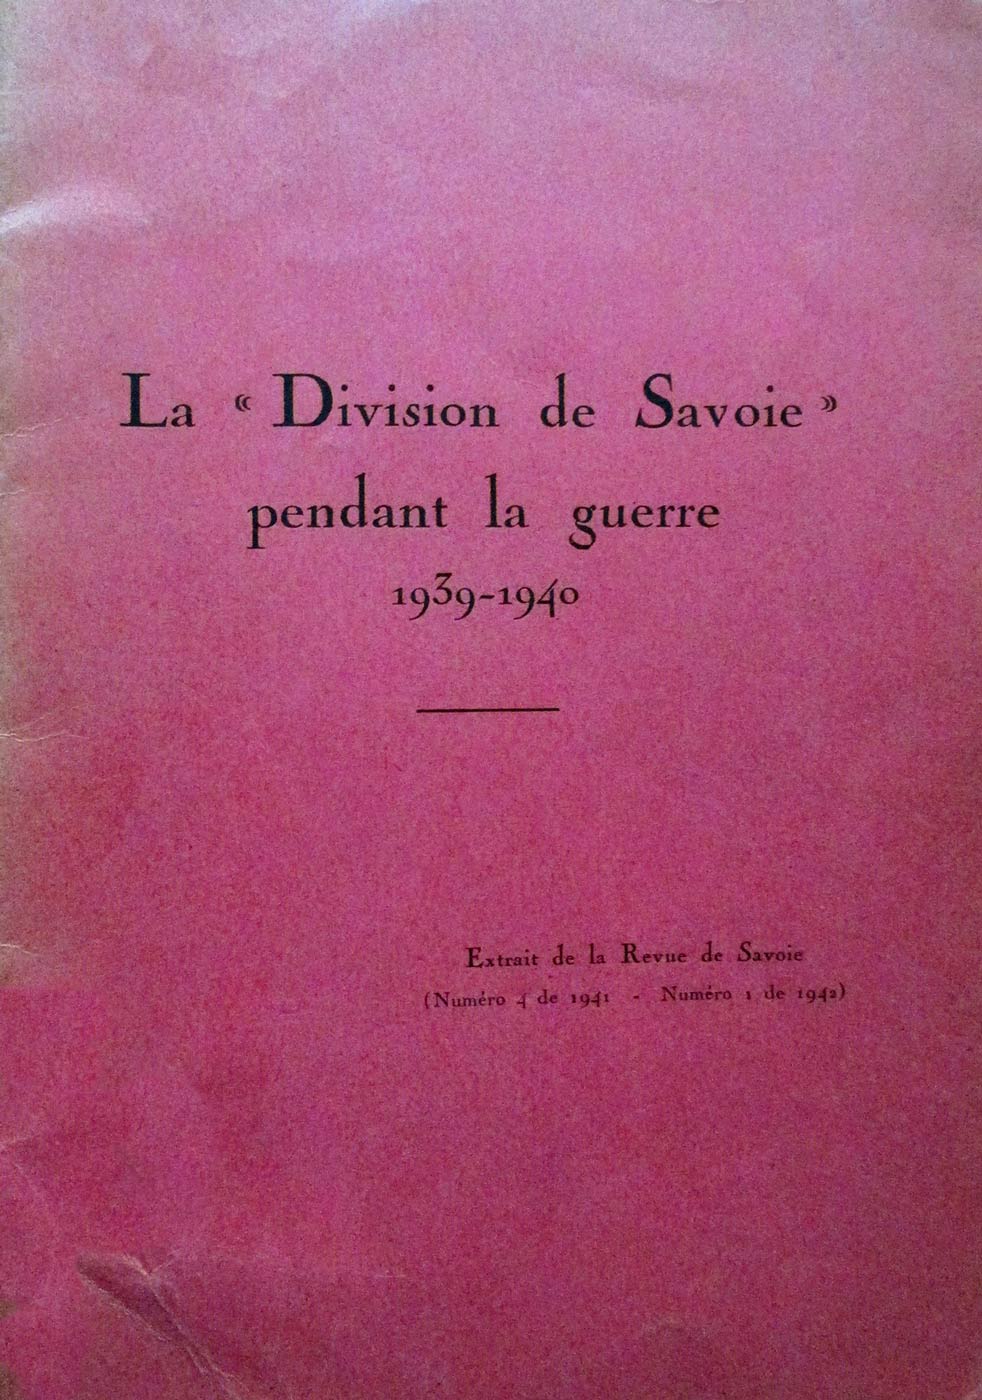 La « Division de Savoie »
pendant la guerre
1939-1940
Extrait de la Revue de Savoie
(Numéro 4 de 1941 - Numéro 1 de 1942)